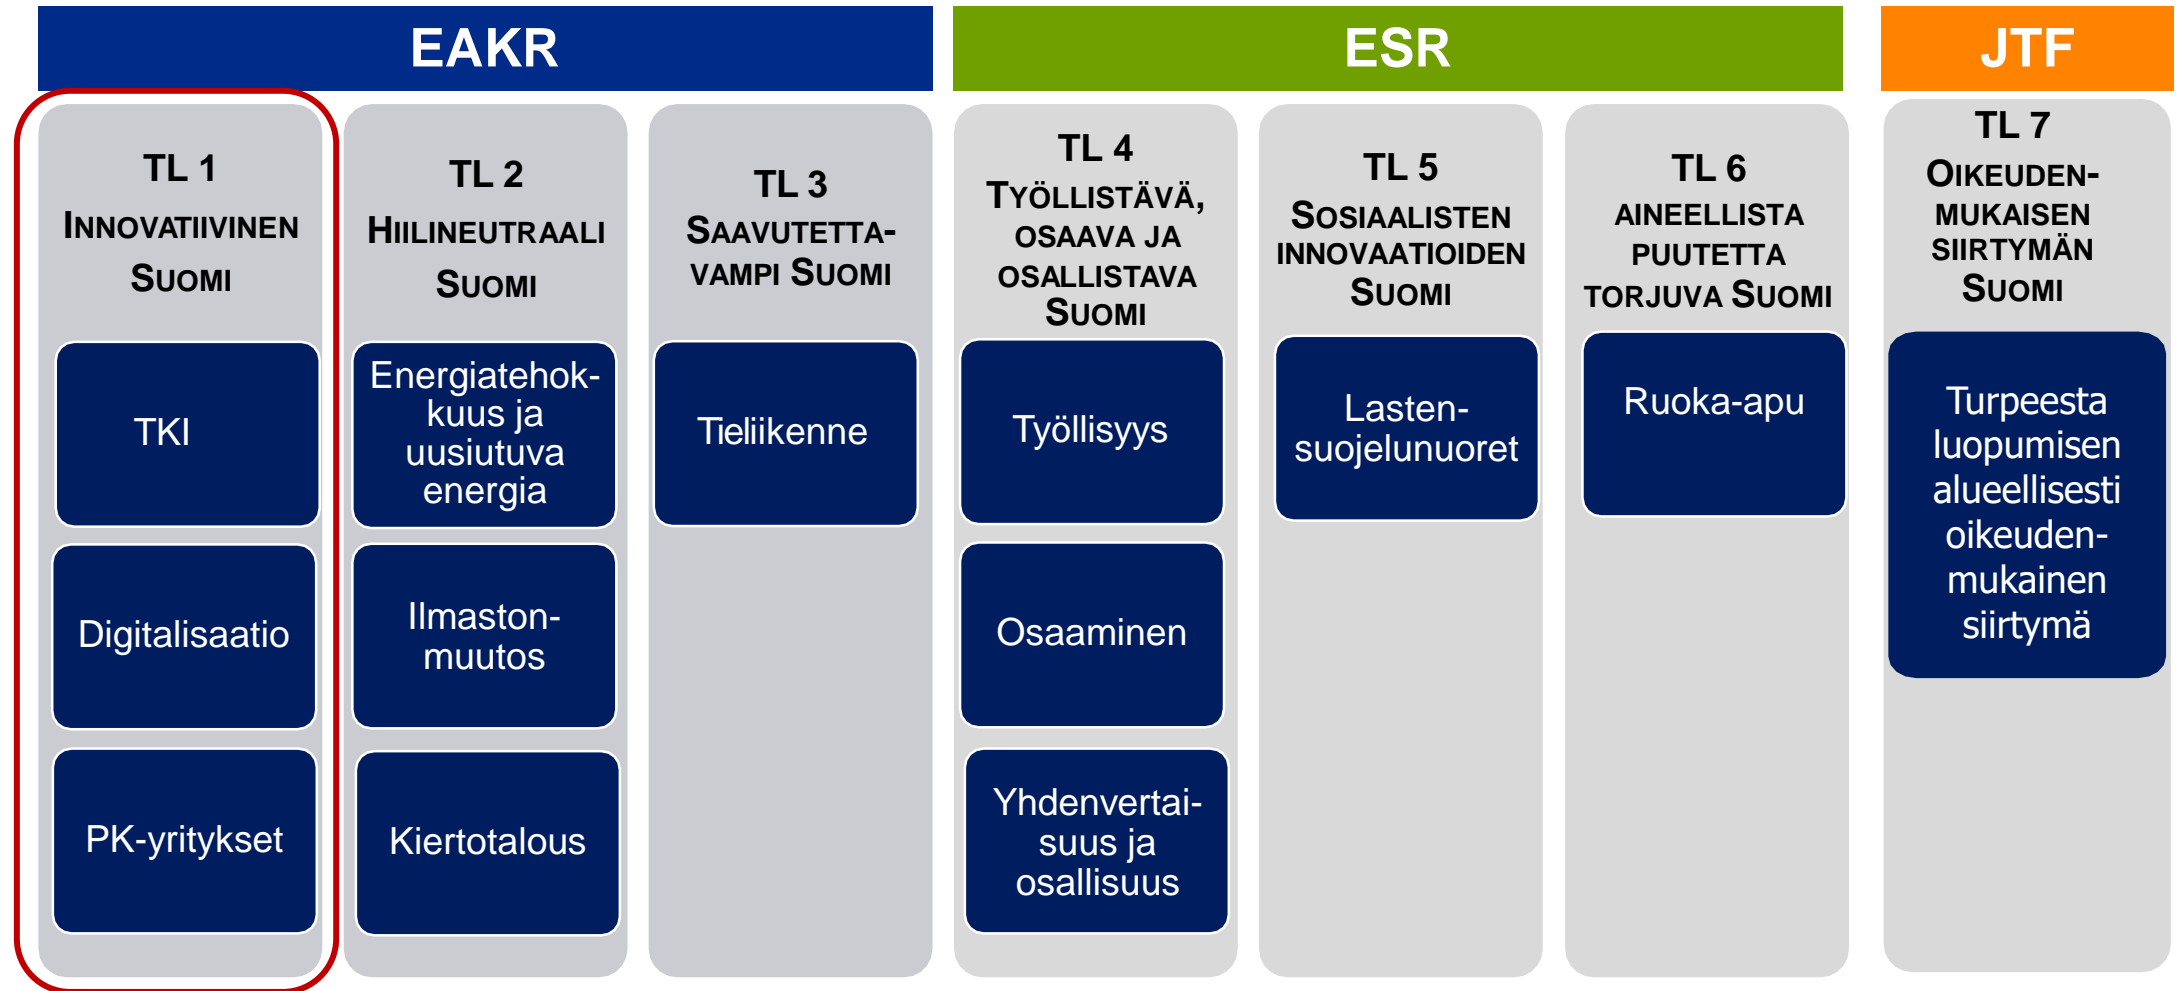 EAKR
TL 1
INNOVATIIVINEN
SUOMI
TKI
Digitalisaatio
PK-yritykset
TL 2
HIILINEUTRAALI
SUOMI
Energiatehok-
kuus ja
uusiutuva
energia
Ilmaston-
muutos
Kiertotalous
TL 3
SAAVUTETTA-
VAMPI SUOMI
Tieliikenne
ESR
TL 4
TYÖLLISTÄVÄ,
OSAAVA JA
OSALLISTAVA
SUOMI
Työllisyys
Osaaminen
Yhdenvertai-
suus ja
osallisuus
TL 5
SOSIAALISTEN
INNOVAATIOIDEN
SUOMI
Lasten-
suojelunuoret
TL 6
AINEELLISTA
PUUTETTA
TORJUVA SUOMI
Ruoka-apu
JTF
TL 7
OIKEUDEN-
MUKAISEN
SIIRTYMÄN
SUOMI
Turpeesta
luopumisen
alueellisesti
oikeuden-
mukainen
siirtymä